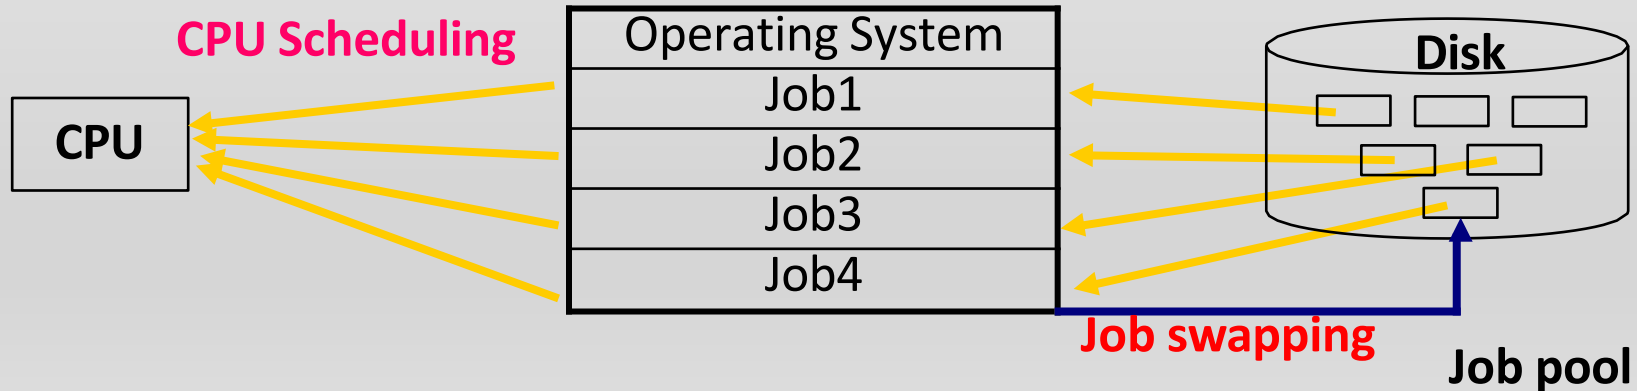 CPU Scheduling
CPU
Operating System
Job1
Job2
Job3
Job4
Disk
Job swapping
Job pool